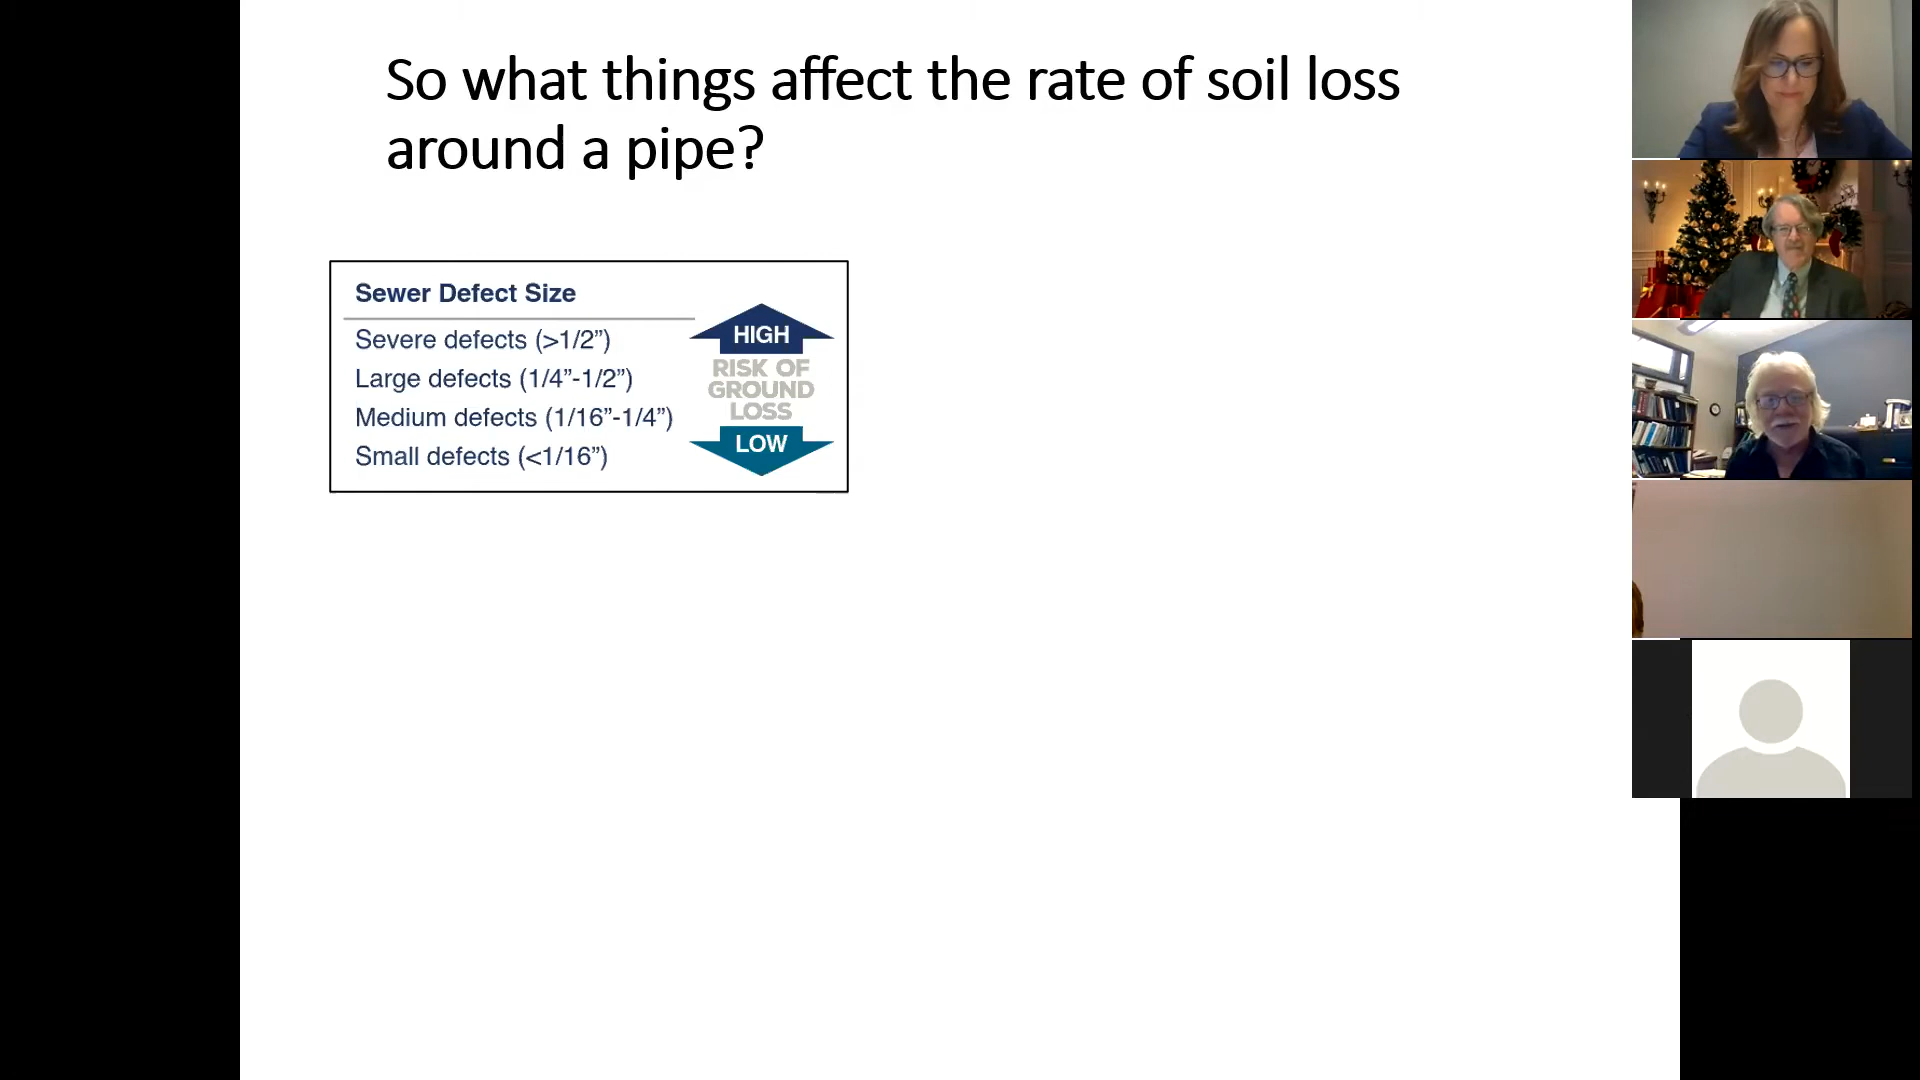 So what things affect the rate of soil loss
around a pipe?
Sewer Defect Size
Severe defects (>1/2”)
Large defects (1/4”-1/2”)
Medium defects (1/16”-1/4”)
Small defects (<1/16”)
HIGH
RISK OF
GROUND
LOSS
LOW